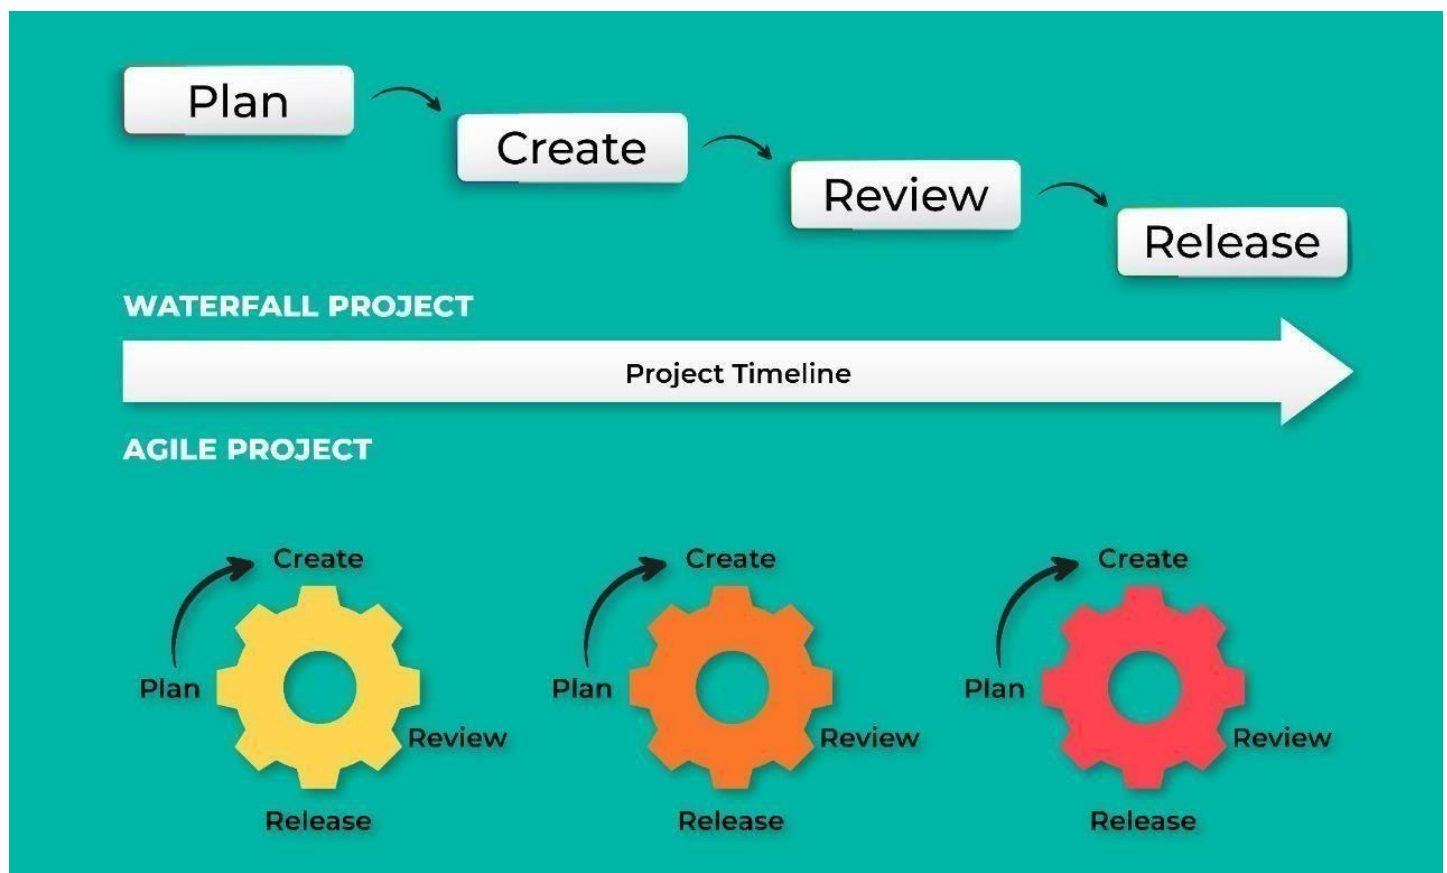 Plan
Create
Review
Release
WATERFALL PROJECT
Project Timeline
AGILE PROJECT
Create
Plan
Review
Release
Create
Plan
Review
Release
Create
Plan
Review
Release